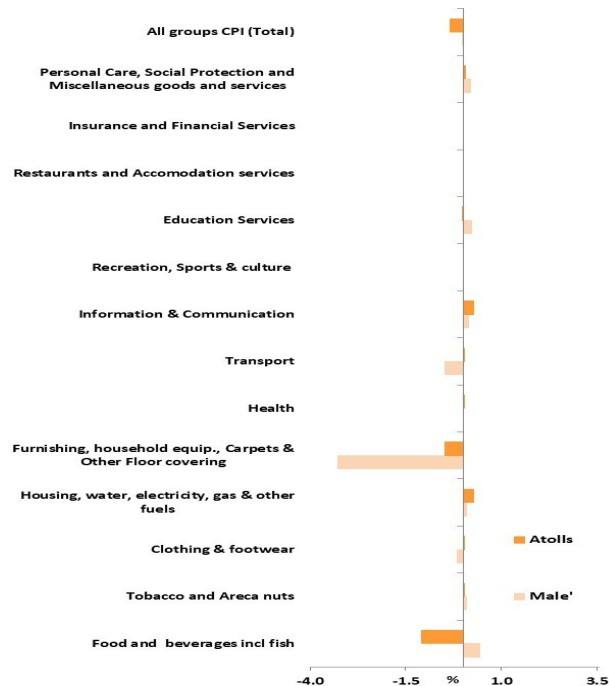 All groups CPI (Total)
Personal Care, Social Protection and
Miscellaneous goods and services
Insurance and Financial Services
Restaurants and Accomodation services
Education Services
Recreation, Sports & culture
Information & Communication
Transport
Health
Furnishing, household equip., Carpets &
Other Floor covering
Housing, water, electricity, gas & other
fuels
Clothing & footwear
Tobacco and Areca nuts
Food and beverages incl fish
Atolls
Male'
-4.0 -1.5 % 1.0 3.5